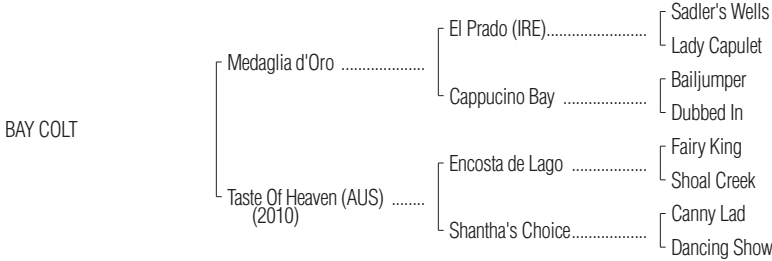 Sadler's Wells
El Prado (IRE)........................
Lady Capulet
Medaglia d'Oro ....................
Bailjumper
Cappucino Bay ....................
Dubbed In
BAY COLT
Fairy King
Encosta de Lago ..................
Shoal Creek
Taste Of Heaven (AUS) ........
(2010)
Canny Lad
Shantha's Choice..................
Dancing Show